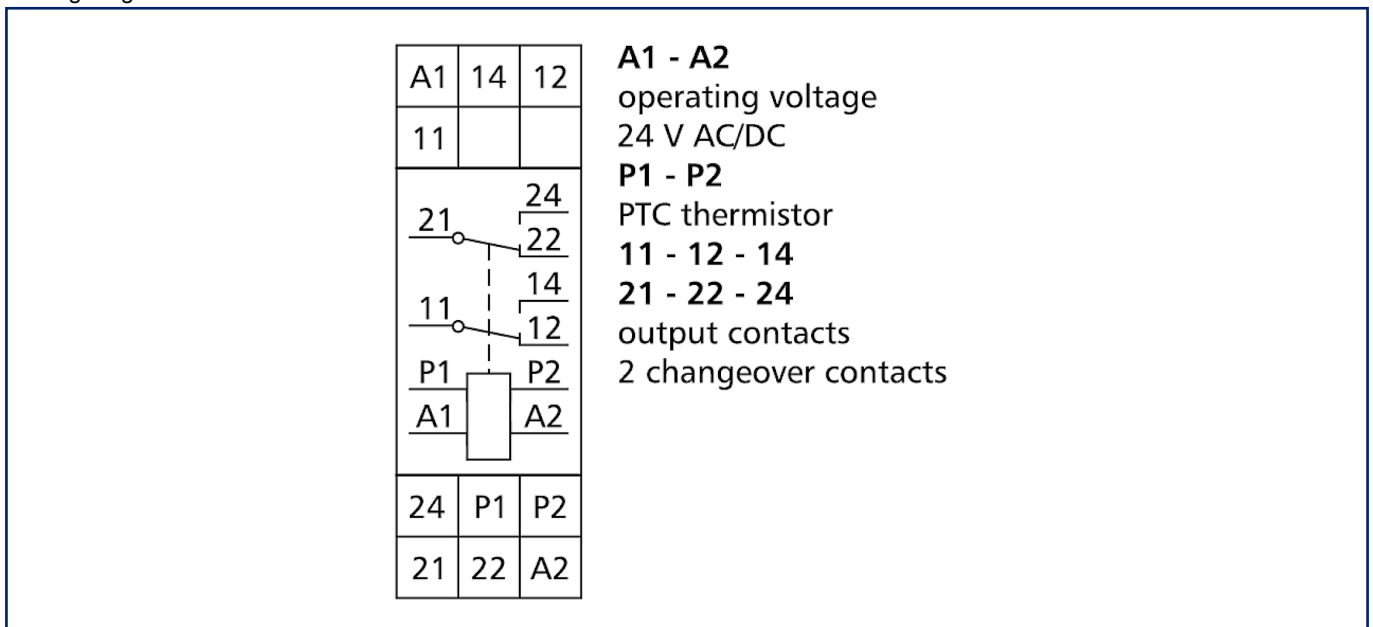 A1 14 12
11
24
21
22
14
11
12
P1 P2
A1 A2
24 P1 P2
21 22 A2
A1 - A2
operating voltage
24 V AC/DC
P1 - P2
PTC thermistor
11 - 12 - 14
21 - 22 - 24
output contacts
2 changeover contacts